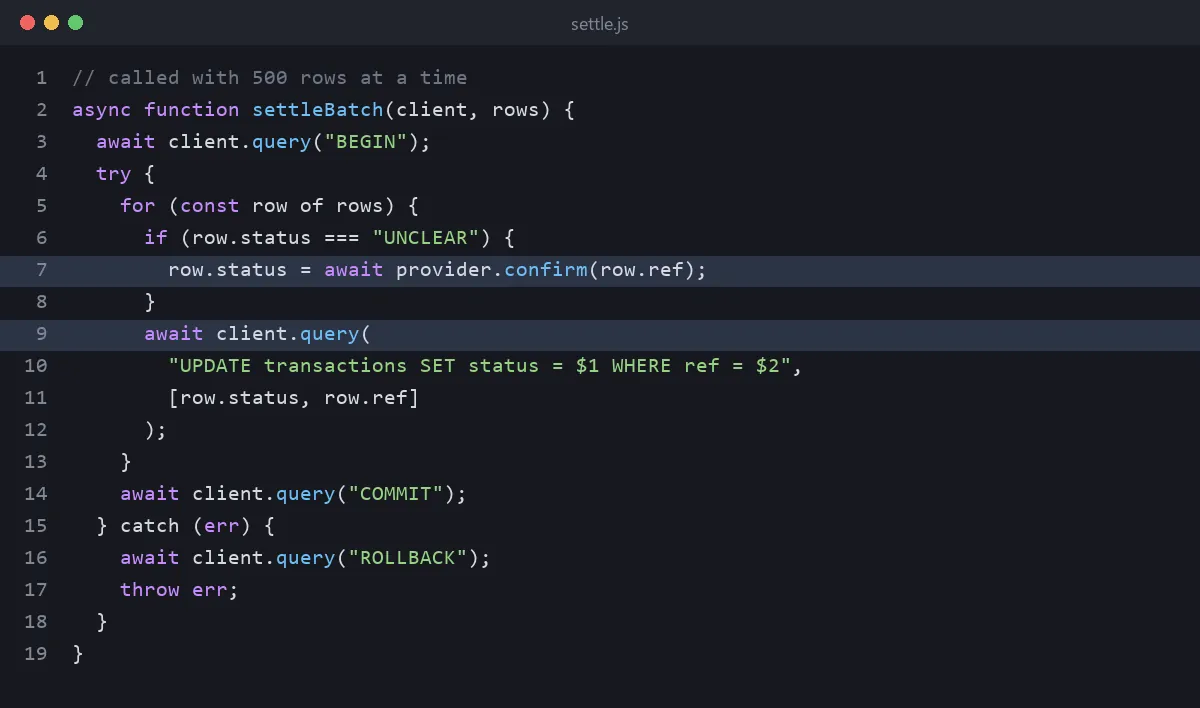 settle.js
1 // called with 500 rows at a time
2 async function settleBatch(client, rows) {
3   await client.query("BEGIN");
4   try {
5     for (const row of rows) {
6       if (row.status === "UNCLEAR") {
7         row.status = await provider.confirm(row.ref);
8       }
9       await client.query(
10         "UPDATE transactions SET status = $1 WHERE ref = $2",
11         [row.status, row.ref]
12       );
13     }
14     await client.query("COMMIT");
15   } catch (err) {
16     await client.query("ROLLBACK");
17     throw err;
18   }
19 }